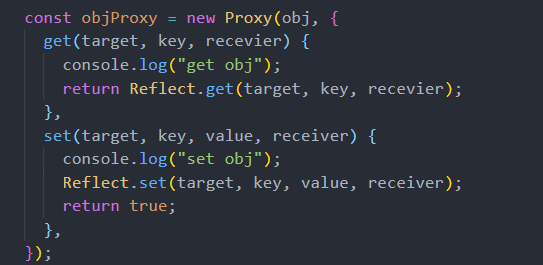 const objProxy = new Proxy(obj, {
  get(target, key, recevier) {
    console.log("get obj");
    return Reflect.get(target, key, recevier);
  },
  set(target, key, value, receiver) {
    console.log("set obj");
    Reflect.set(target, key, value, receiver);
    return true;
  },
});